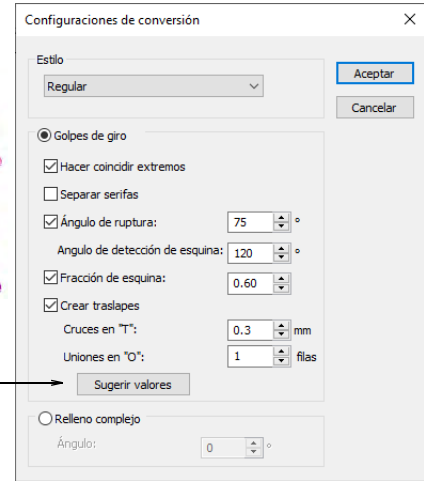 Configuraciones de conversión
Estilo
Regular
Aceptar
Cancelar
Golpes de giro
Hacer coincidir extremos
Separar serifas
Ángulo de ruptura: 75 °
Angulo de detección de esquina: 120 °
Fracción de esquina: 0.60
Crear traslapes
Cruces en "T": 0.3 mm
Uniones en "O": 1 filas
Sugerir valores
Relleno complejo
Ángulo: 0 °